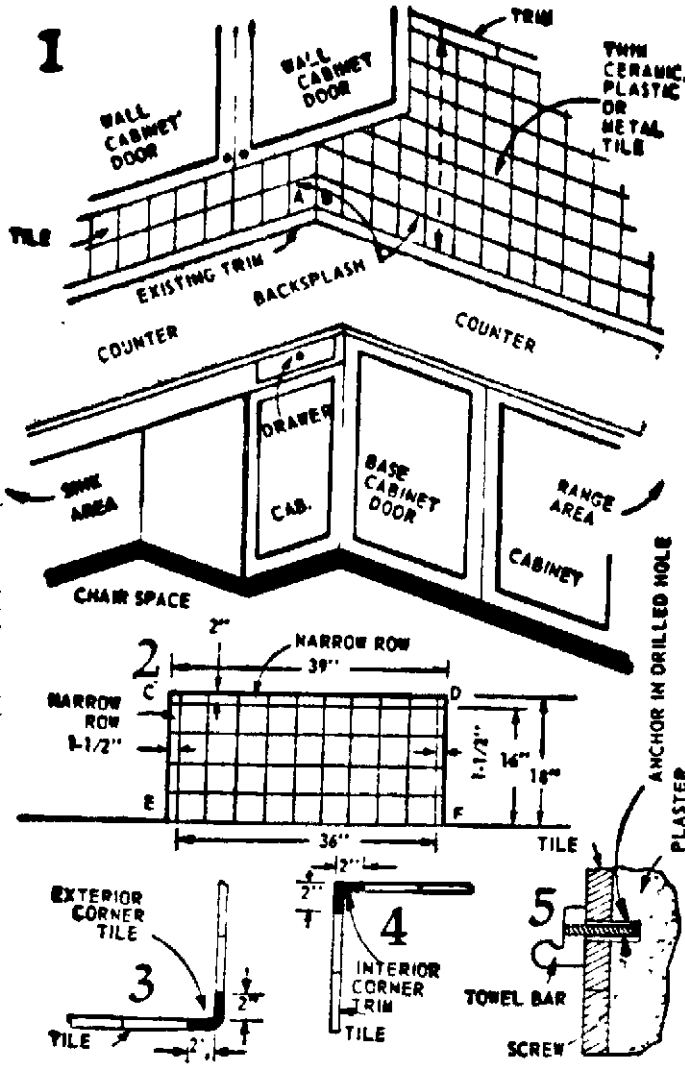 1
TRIM
WALL
CABINET
DOOR
WALL
CABINET
DOOR
THIN
CERAMIC,
PLASTIC
OR
METAL
TILE
A B
TILE
EXISTING TRIM
BACKSPLASH
COUNTER
COUNTER
DRAWER
SINK
AREA
CAB.
BASE
CABINET
DOOR
RANGE
AREA
CABINET
CHAIR SPACE
2
2"
NARROW ROW
39"
C
D
NARROW
ROW
1-1/2"
1-1/2"
16"
18"
E
F
36"
ANCHOR IN DRILLED HOLE
PLASTER
TILE
EXTERIOR
CORNER
TILE
3
2"
2"
TILE
2"
2"
4
INTERIOR
CORNER
TRIM
TILE
5
TOWEL BAR
SCREW